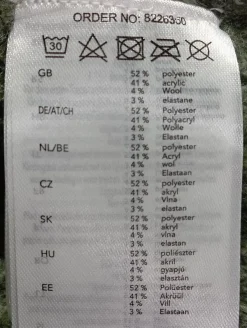 ORDER NO: 8226360
30
GB 52 % polyester
41 % acrylic
4 % Wool
3 % elastane
DE/AT/CH 52 % Polyester
41 % Polyacryl
4 % Wolle
3 % Elastan
NL/BE 52 % Polyester
41 % Acryl
4 % wol
3 % Elastaan
CZ 52 % polyester
41 % akryl
4 % Vlna
3 % elastan
SK 52 % polyester
41 % akryl
4 % vlna
3 % elastan
HU 52 % poliészter
41 % akril
4 % gyapjú
3 % elasztán
EE 52 % Polüester
41 % Akrüül
4 % Vill
3 % Elastaan